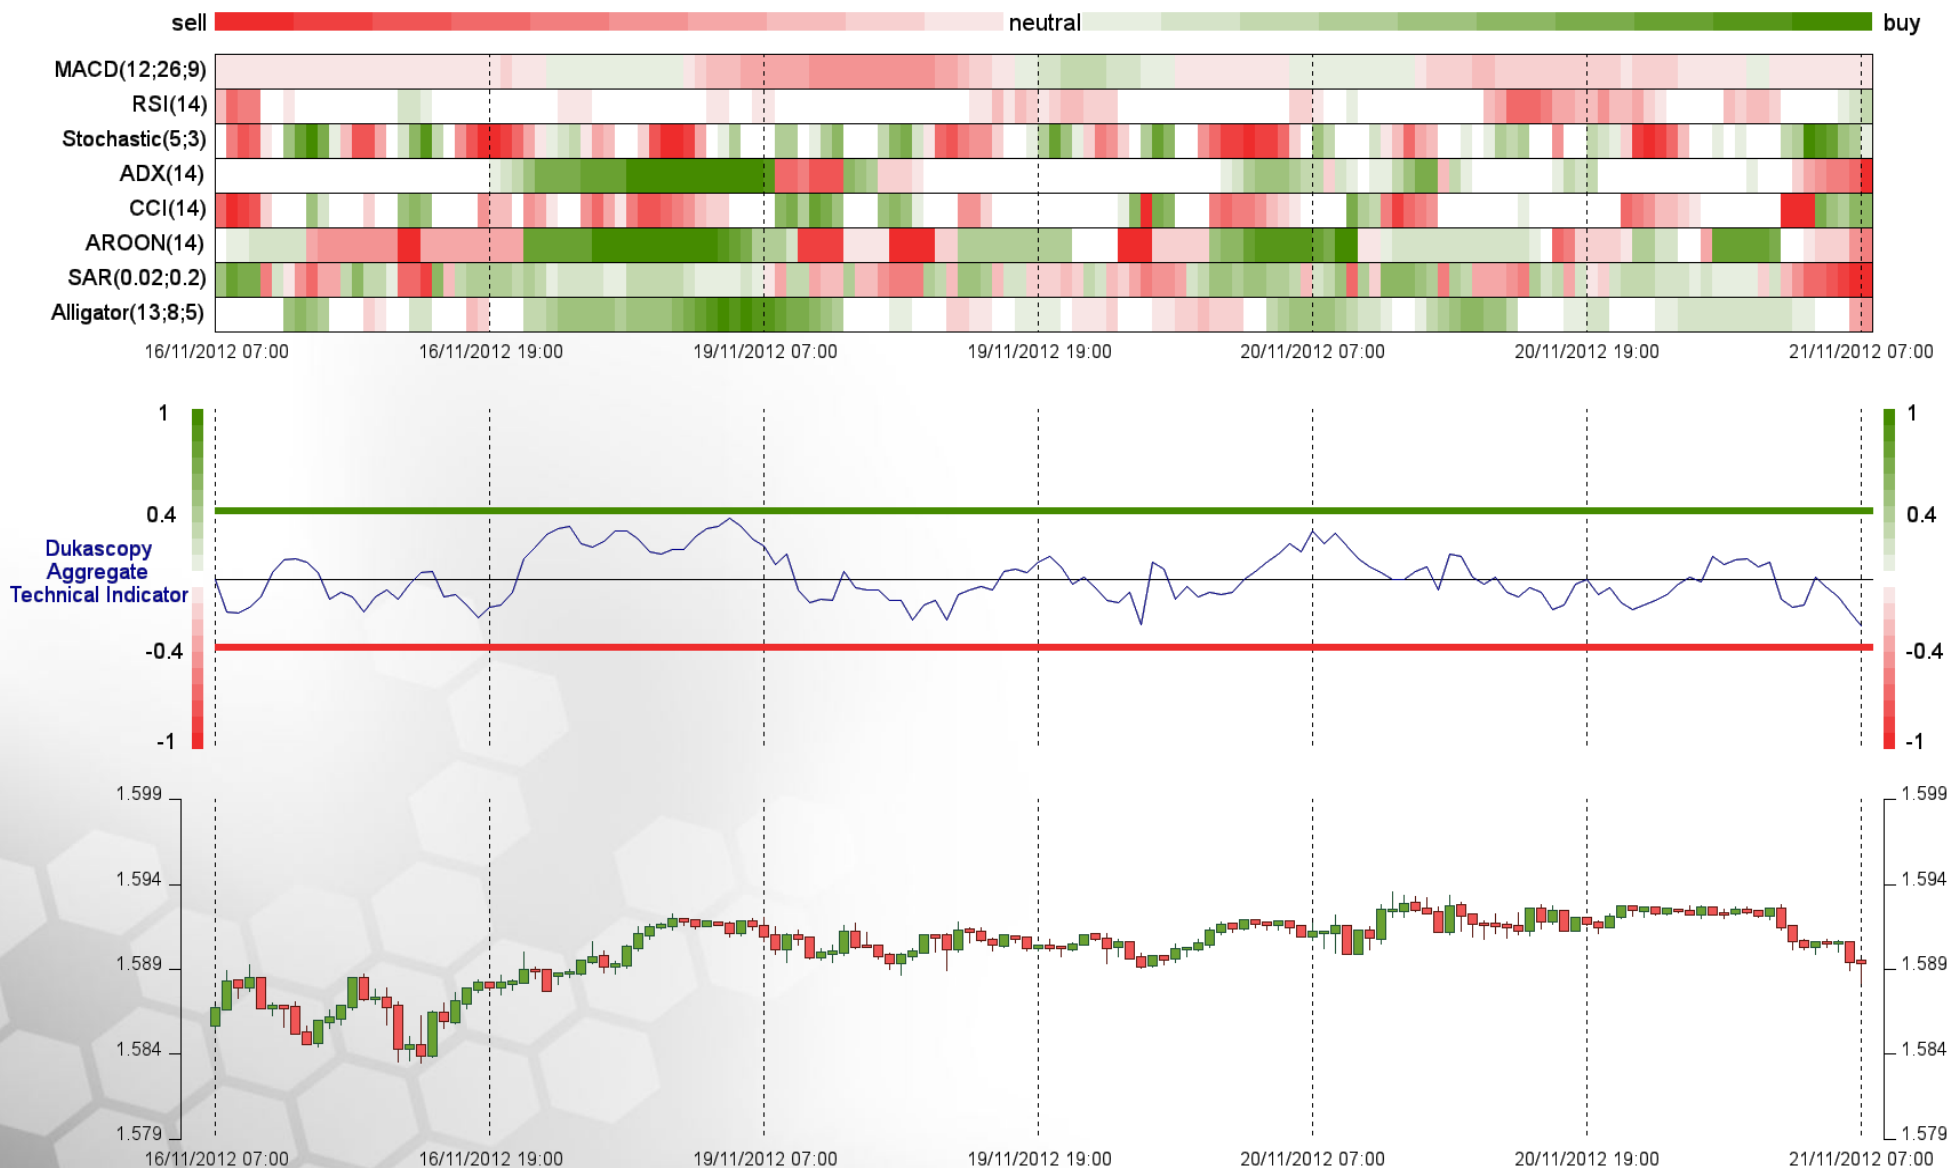 sell neutral buy
MACD(12;26;9)
RSI(14)
Stochastic(5;3)
ADX(14)
CCI(14)
AROON(14)
SAR(0.02;0.2)
Alligator(13;8;5)
16/11/2012 07:00 16/11/2012 19:00 19/11/2012 07:00 19/11/2012 19:00 20/11/2012 07:00 20/11/2012 19:00 21/11/2012 07:00
1 1
0.4 0.4
Dukascopy
Aggregate
Technical Indicator
-0.4 -0.4
-1 -1
1.599 1.599
1.594 1.594
1.589 1.589
1.584 1.584
1.579 1.579
16/11/2012 07:00 16/11/2012 19:00 19/11/2012 07:00 19/11/2012 19:00 20/11/2012 07:00 20/11/2012 19:00 21/11/2012 07:00